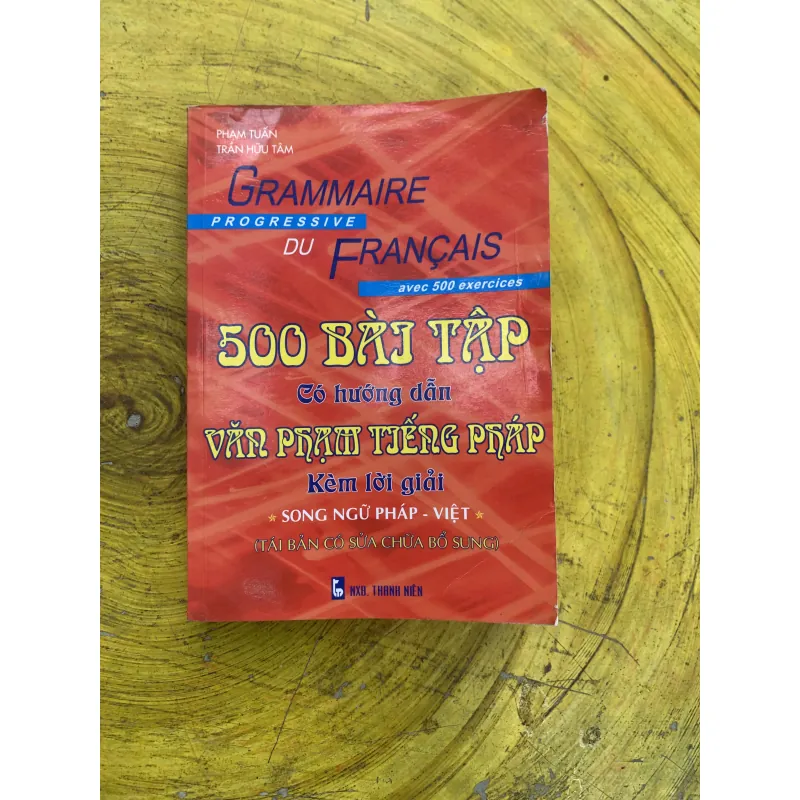 PHẠM TUẤN
TRẦN HỮU TÂM
GRAMMAIRE
PROGRESSIVE
DU FRANÇAIS
avec 500 exercices
500 BÀI TẬP
Có hướng dẫn
VĂN PHẠM TIẾNG PHÁP
Kèm lời giải
* SONG NGỮ PHÁP - VIỆT *
(TÁI BẢN CÓ SỬA CHỮA BỔ SUNG)
NXB. THANH NIÊN